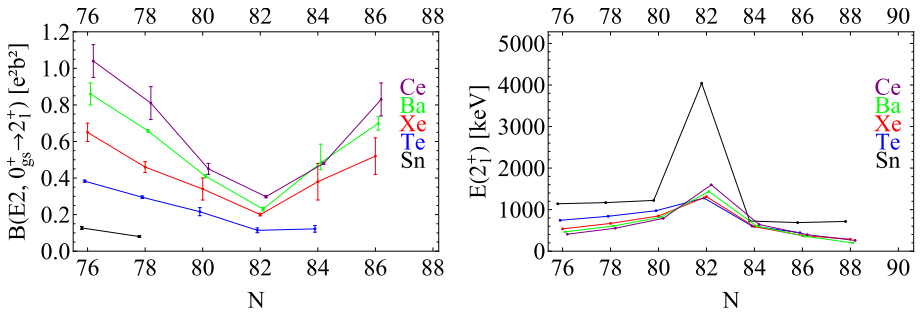 76 78 80 82 84 86 88
1.2
1.0
0.8
0.6
0.4
0.2
0.0
B(E2, 0⁺gs→2⁺1) [e²b²]
Ce
Ba
Xe
Te
Sn
76 78 80 82 84 86 88
N
76 78 80 82 84 86 88 90
5000
4000
3000
2000
1000
0
E(2⁺1) [keV]
Ce
Ba
Xe
Te
Sn
76 78 80 82 84 86 88 90
N